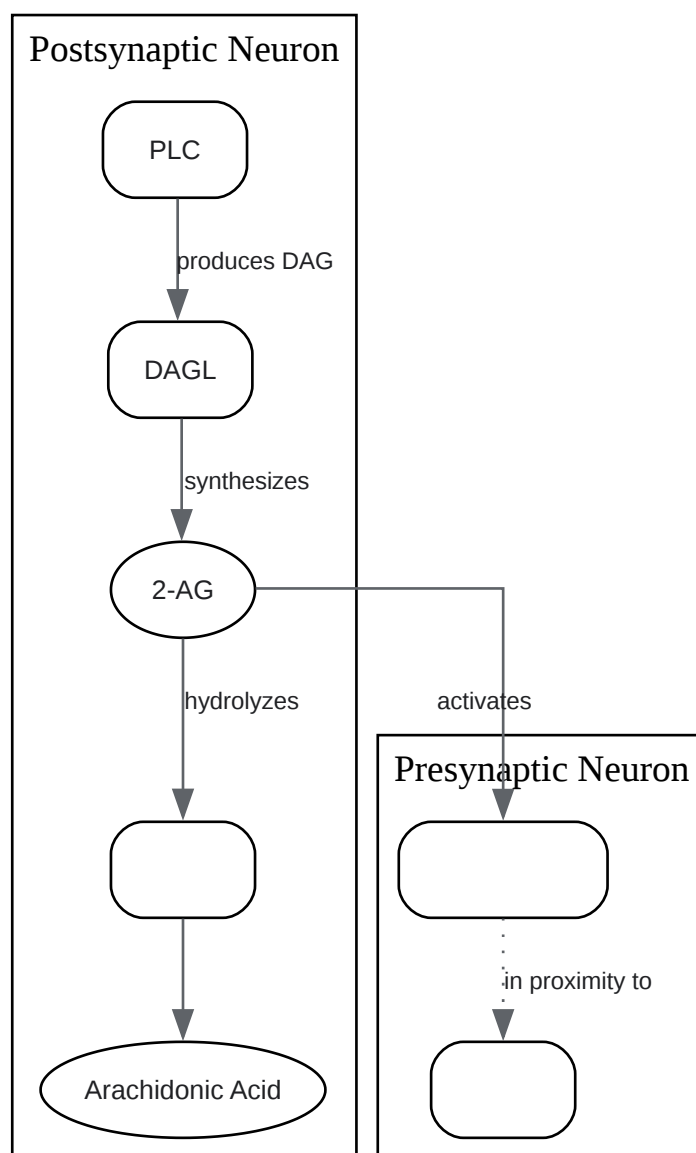 Postsynaptic Neuron
PLC
produces DAG
DAGL
synthesizes
2-AG
hydrolyzes
activates
Presynaptic Neuron
in proximity to
Arachidonic Acid